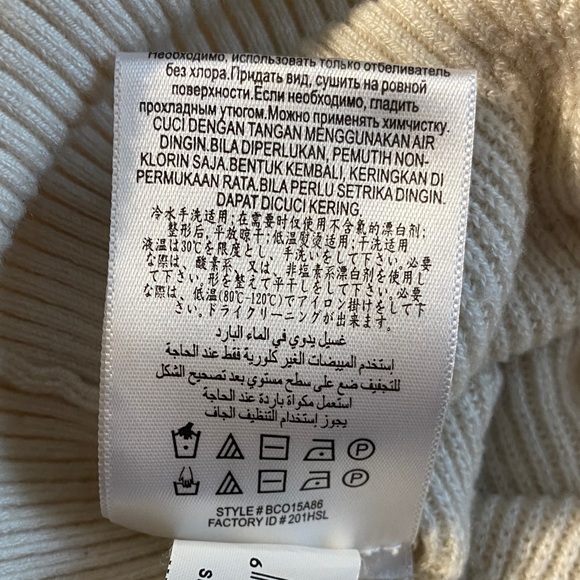 Необходимо, использовать только отбеливатель
без хлора.Придать вид, сушить на ровной
поверхности.Если необходимо, гладить
прохладным утюгом.Можно применять химчистку.
CUCI DENGAN TANGAN MENGGUNAKAN AIR
DINGIN.BILA DIPERLUKAN, PEMUTIH NON-
KLORIN SAJA.BENTUK KEMBALI, KERINGKAN DI
PERMUKAAN RATA.BILA PERLU SETRIKA DINGIN.
DAPAT DICUCI KERING.
冷水手洗适用;在需要时仅使用不含氧的漂白剂;
整形后,平放晾干;低温熨烫适用;干洗适用
液温は30℃を限度とし、手洗いをして下さい。必要
な際は、酸素系、又は、非塩素系漂白剤を使用し
て下さい。形を整えて平干しをして下さい。必要
な際は、低温(80℃-120℃)でアイロン掛けをして下
さい。ドライクリーニングが出来ます。
غسيل يدوي في الماء البارد
إستخدم المبيضات الغير كلورية فقط عند الحاجة
للتجفيف ضع على سطح مستوي بعد تصحيح الشكل
استعمل مكواة باردة عند الحاجة
يجوز إستخدام التنظيف الجاف
P
P
STYLE # BCO15A86
FACTORY ID # 201HSL